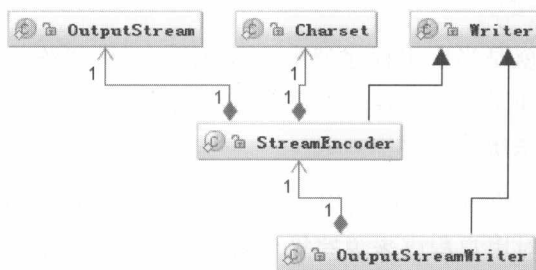 OutputStream
Charset
Writer
1
1
1
1
StreamEncoder
1
1
OutputStreamWriter